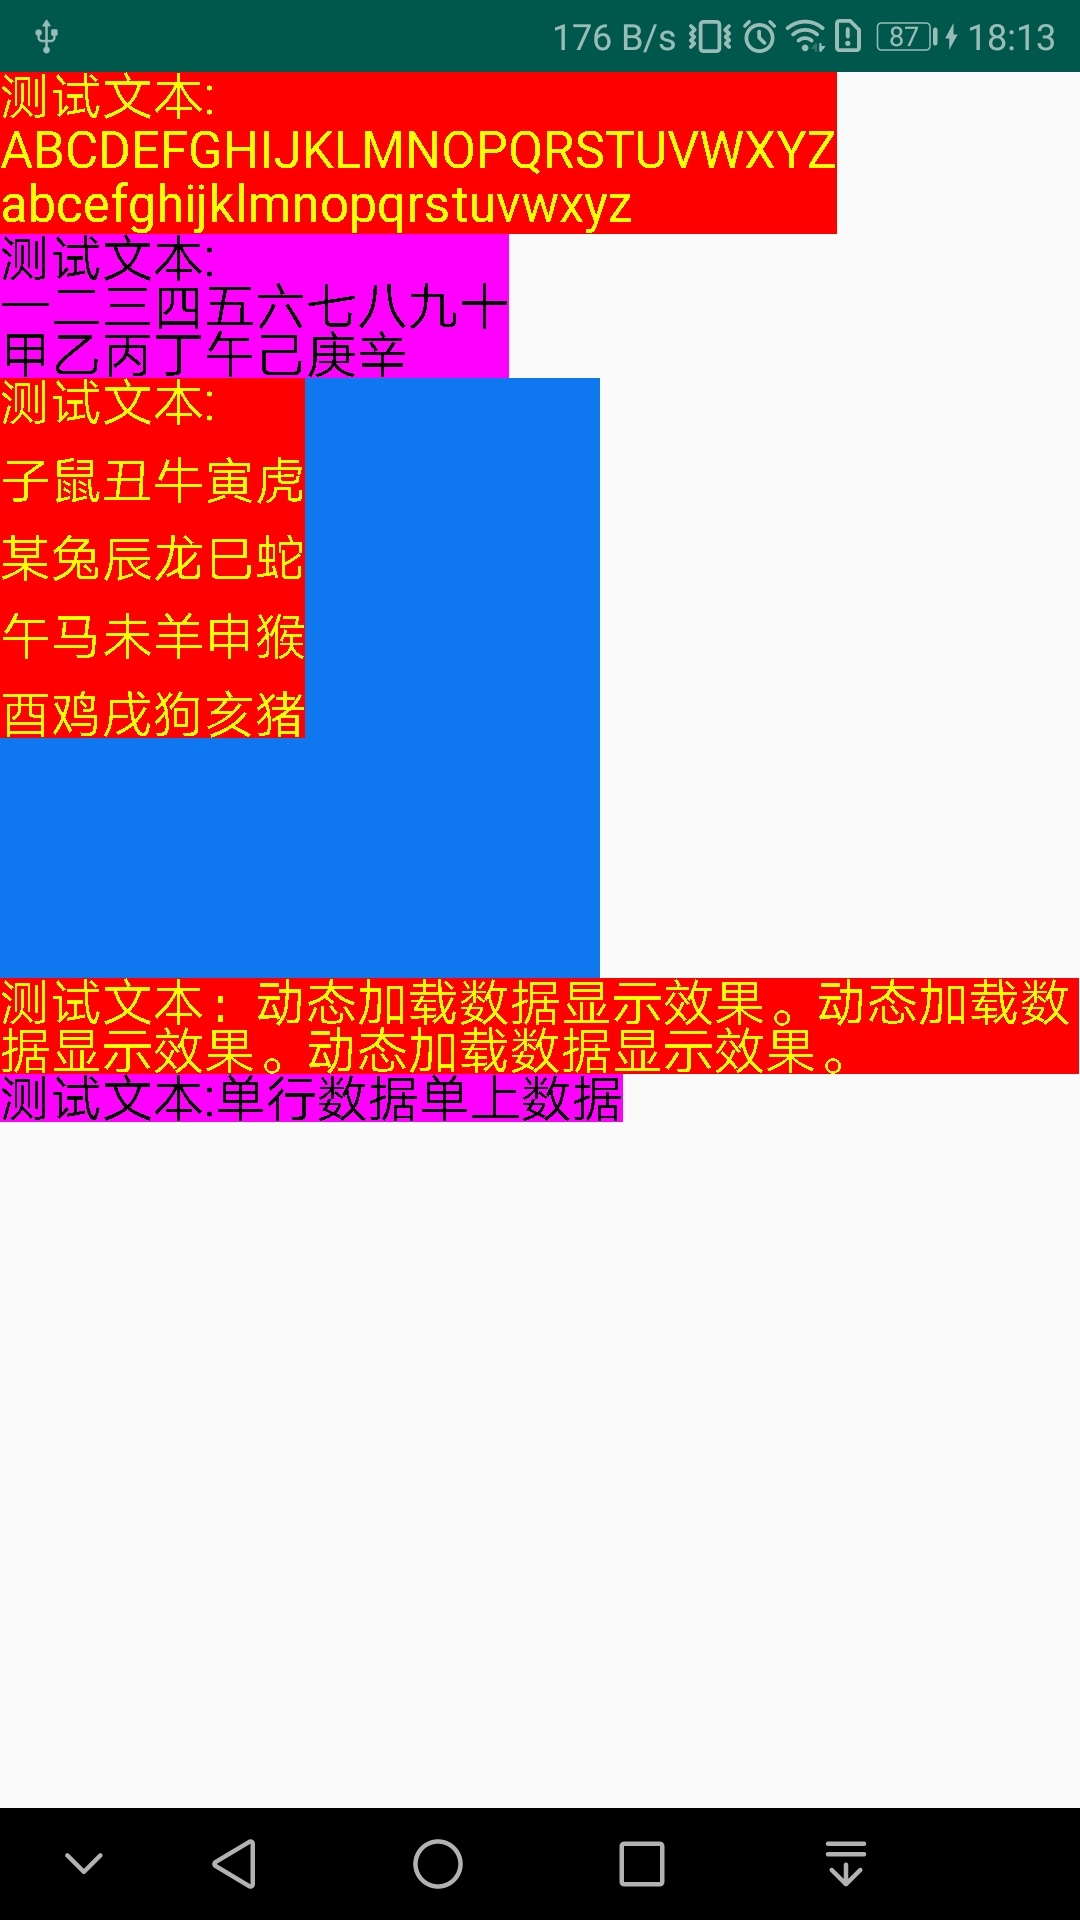 176 B/s 87 18:13
测试文本:
ABCDEFGHIJKLMNOPQRSTUVWXYZ
abcefghijklmnopqrstuvwxyz
测试文本:
一二三四五六七八九十
甲乙丙丁午己庚辛
测试文本:
子鼠丑牛寅虎
某兔辰龙巳蛇
午马未羊申猴
酉鸡戌狗亥猪
测试文本：动态加载数据显示效果。动态加载数
据显示效果。动态加载数据显示效果。
测试文本:单行数据单上数据